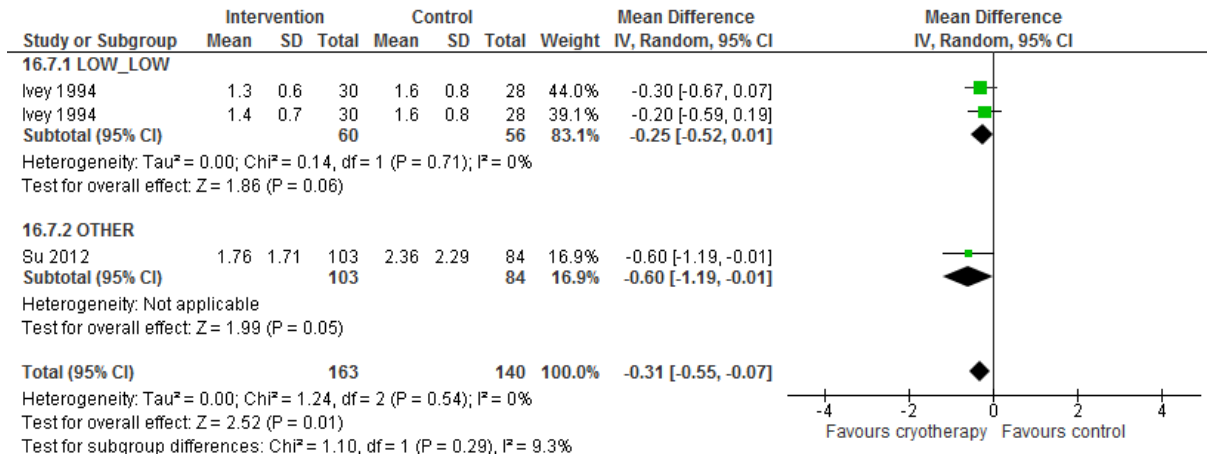 Intervention Control Mean Difference Mean Difference
Study or Subgroup Mean SD Total Mean SD Total Weight IV, Random, 95% CI IV, Random, 95% CI
16.7.1 LOW_LOW
Ivey 1994 1.3 0.6 30 1.6 0.8 28 44.0% -0.30 [-0.67, 0.07]
Ivey 1994 1.4 0.7 30 1.6 0.8 28 39.1% -0.20 [-0.59, 0.19]
Subtotal (95% CI) 60 56 83.1% -0.25 [-0.52, 0.01]
Heterogeneity: Tau² = 0.00; Chi² = 0.14, df = 1 (P = 0.71); I² = 0%
Test for overall effect: Z = 1.86 (P = 0.06)
16.7.2 OTHER
Su 2012 1.76 1.71 103 2.36 2.29 84 16.9% -0.60 [-1.19, -0.01]
Subtotal (95% CI) 103 84 16.9% -0.60 [-1.19, -0.01]
Heterogeneity: Not applicable
Test for overall effect: Z = 1.99 (P = 0.05)
Total (95% CI) 163 140 100.0% -0.31 [-0.55, -0.07]
Heterogeneity: Tau² = 0.00; Chi² = 1.24, df = 2 (P = 0.54); I² = 0%
Test for overall effect: Z = 2.52 (P = 0.01)
Test for subgroup differences: Chi² = 1.10, df = 1 (P = 0.29), I² = 9.3%
-4 -2 0 2 4
Favours cryotherapy Favours control